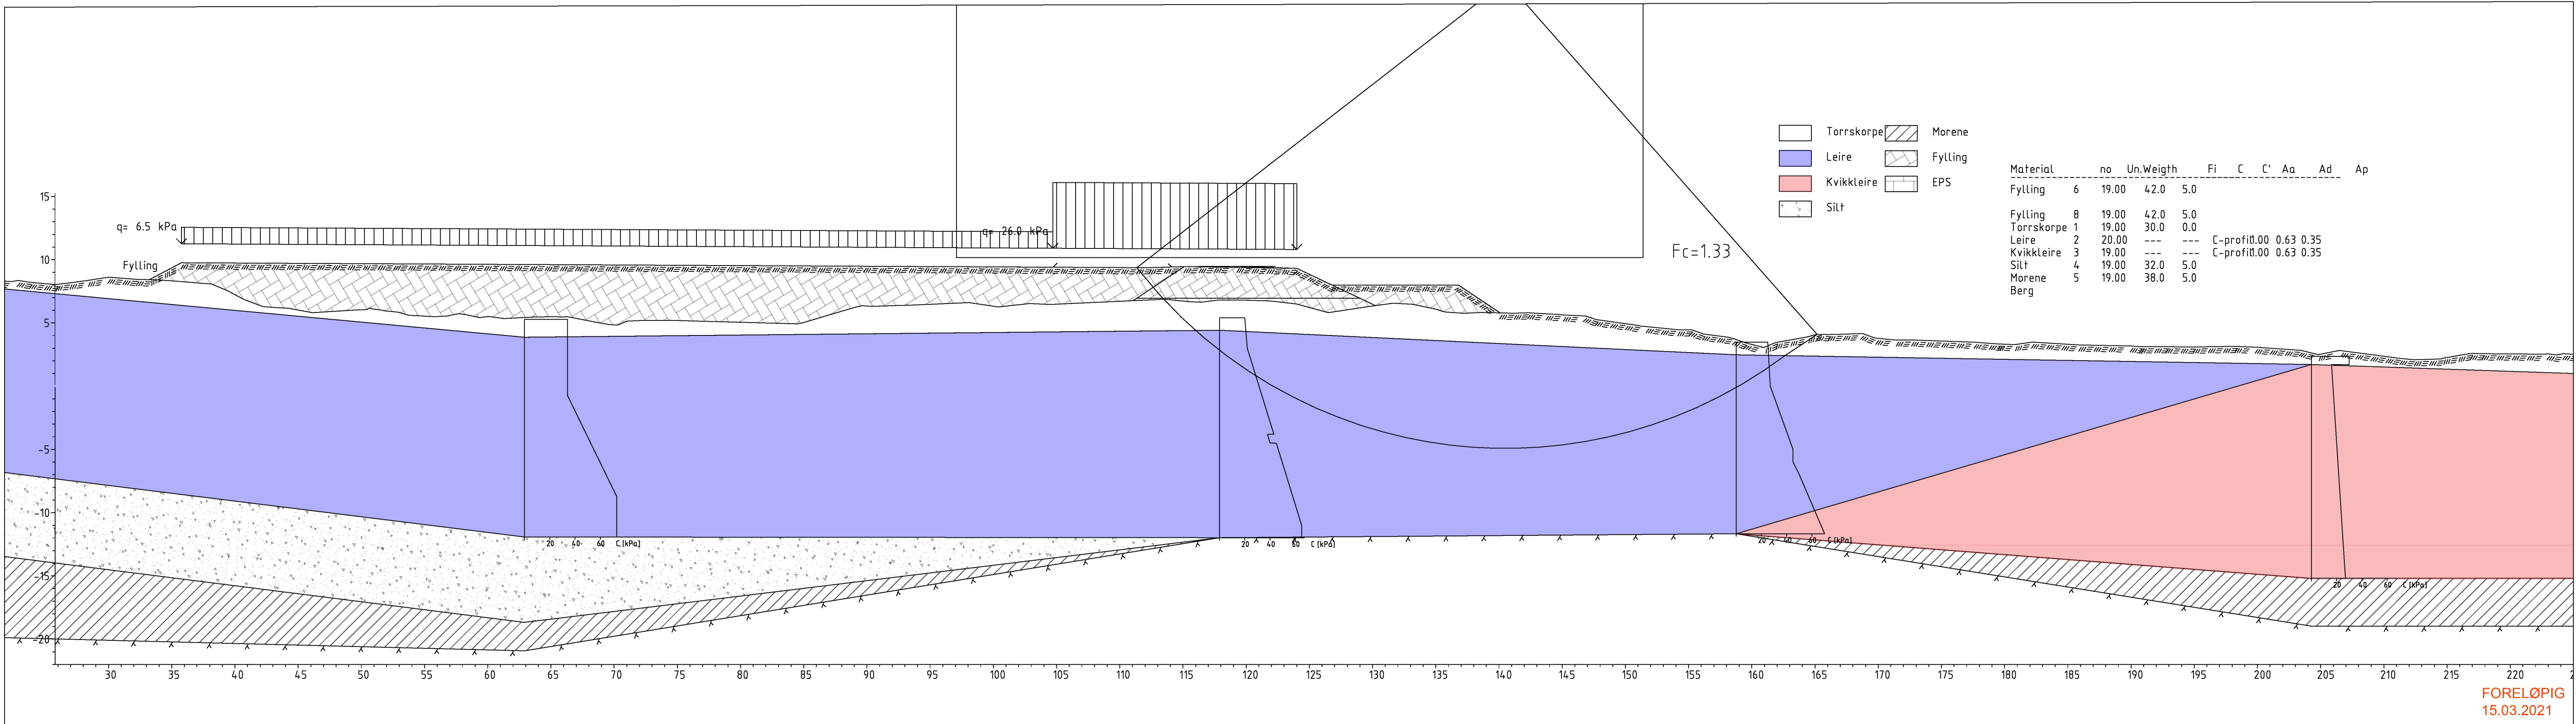 Torrskorpe Morene
Leire Fylling
Kvikkleire EPS
Silt
Material no Un.Weigth Fi C C' Aa Ad Ap
Fylling 6 19.00 42.0 5.0
Fylling 8 19.00 42.0 5.0
Torrskorpe 1 19.00 30.0 0.0
Leire 2 20.00 --- --- C-profil1.00 0.63 0.35
Kvikkleire 3 19.00 --- --- C-profil1.00 0.63 0.35
Silt 4 19.00 32.0 5.0
Morene 5 19.00 38.0 5.0
Berg
Fc=1.33
q= 6.5 kPa
q= 26.0 kPa
Fylling
15
10
5
-5
-10
-15
-20
20 40 60 C [kPa]
20 40 60 C [kPa]
20 40 60 C [kPa]
20 40 60 C [kPa]
30 35 40 45 50 55 60 65 70 75 80 85 90 95 100 105 110 115 120 125 130 135 140 145 150 155 160 165 170 175 180 185 190 195 200 205 210 215 220
FORELØPIG
15.03.2021